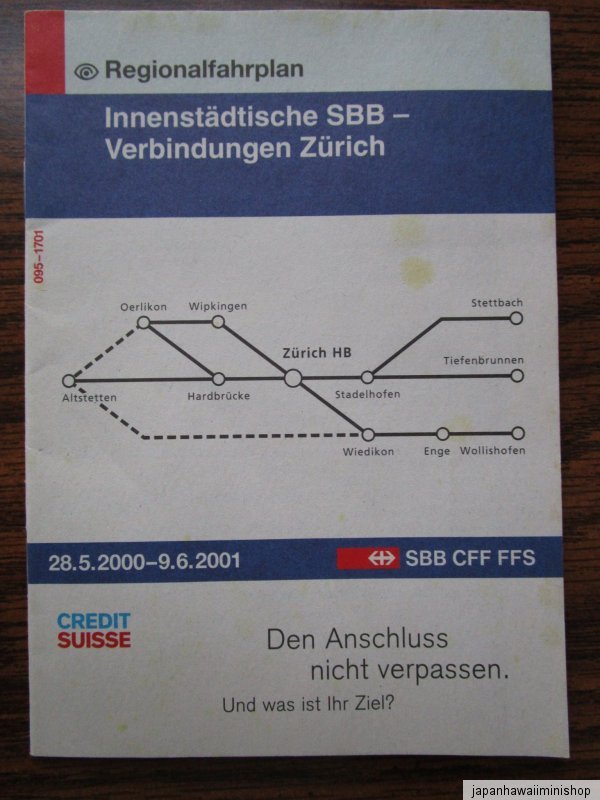 Regionalfahrplan
Innenstädtische SBB –
Verbindungen Zürich
095–1701
Oerlikon
Wipkingen
Stettbach
Zürich HB
Tiefenbrunnen
Altstetten
Hardbrücke
Stadelhofen
Wiedikon
Enge
Wollishofen
28.5.2000–9.6.2001
SBB CFF FFS
CREDIT
SUISSE
Den Anschluss
nicht verpassen.
Und was ist Ihr Ziel?
japanhawaiiminishop